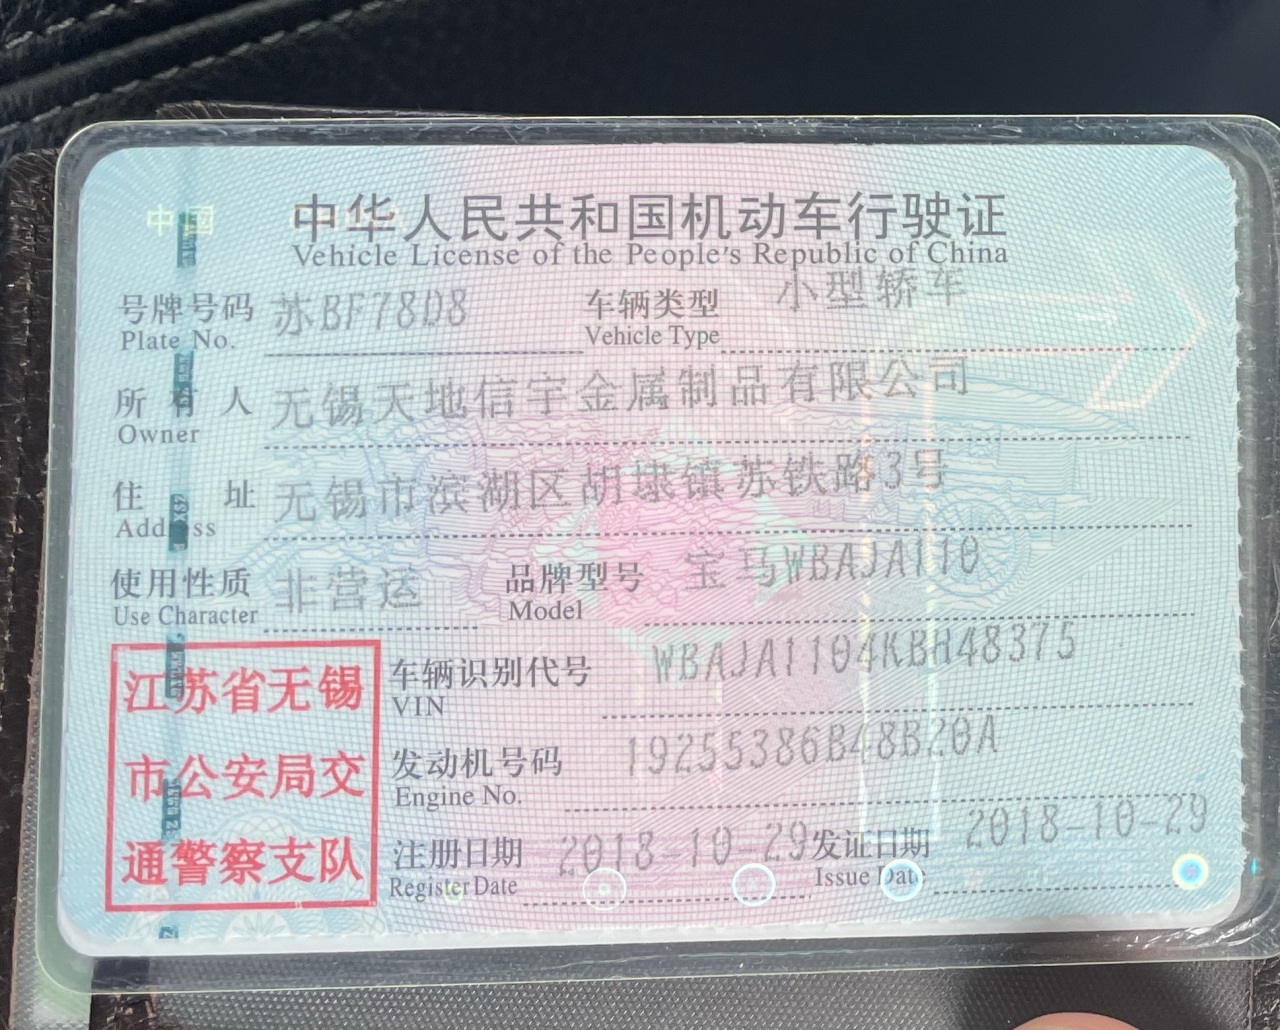 中国
中华人民共和国机动车行驶证
Vehicle License of the People's Republic of China
号牌号码 苏BF78D8 车辆类型 小型轿车
Plate No. Vehicle Type
所有人 无锡天地信宇金属制品有限公司
Owner
住址 无锡市滨湖区胡埭镇苏铁路3号
Address
使用性质 非营运 品牌型号 宝马WBAJA110
Use Character Model
江苏省无锡
市公安局交
通警察支队
车辆识别代号 WBAJA1104KBH48375
VIN
发动机号码 19255386B48B20A
Engine No.
注册日期 2018-10-29 发证日期 2018-10-29
Register Date Issue Date